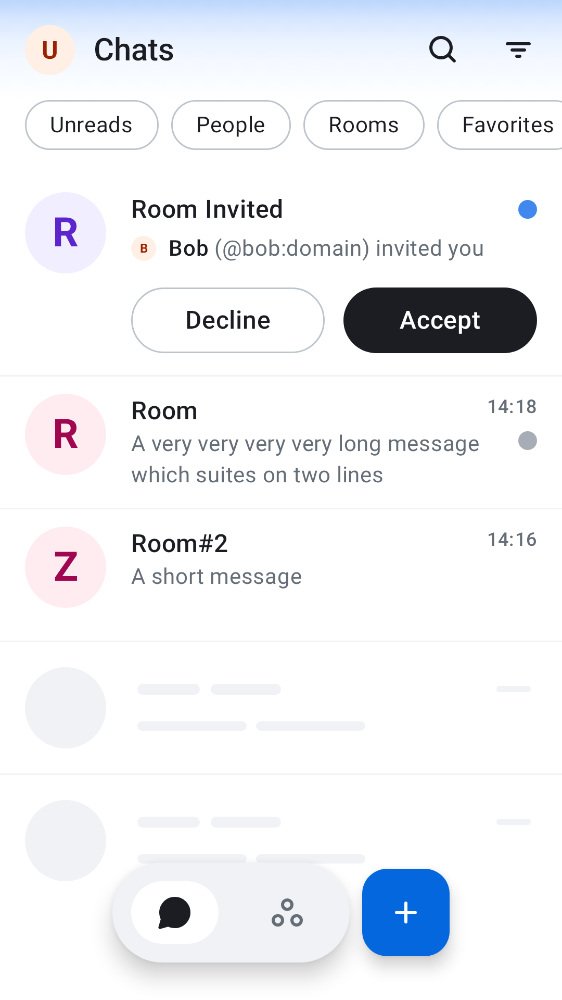 U Chats
Unreads People Rooms Favorites
R Room Invited
B Bob (@bob:domain) invited you
Decline Accept
R Room 14:18
A very very very very long message
which suites on two lines
Z Room#2 14:16
A short message